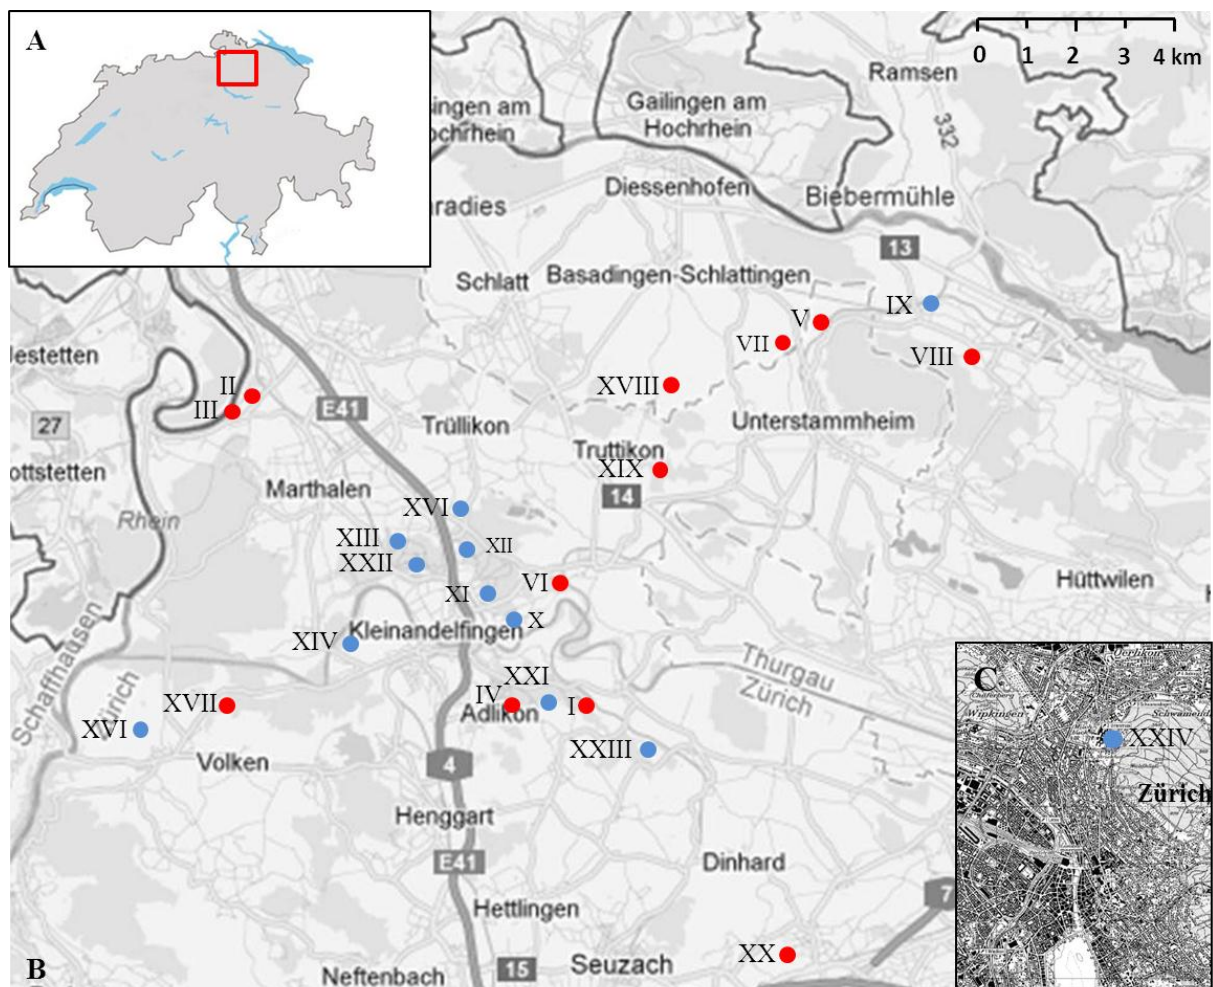 A
0 1 2 3 4 km
Ramsen
332
ingen am
ochrhein
Gailingen am
Hochrhein
Diessenhofen
Biebermühle
radies
13
Schlatt
Basadingen-Schlattingen
IX
V
VII
VIII
estetten
II
III
E41
XVIII
27
Trüllikon
Unterstammheim
Truttikon
ottstetten
XIX
Marthalen
14
Rhein
XVI
XIII
XII
XXII
VI
Hüttwilen
XI
X
Kleinandelfingen
XIV
Schaffhausen
Zürich
Thurgau
Zürich
XXI
IV
I
XVII
Adlikon
XVI
XXIII
Volken
4
C
Wipkingen
XXIV
Zürich
Henggart
E41
Dinhard
7
Hettlingen
XX
B
Neftenbach
15
Seuzach